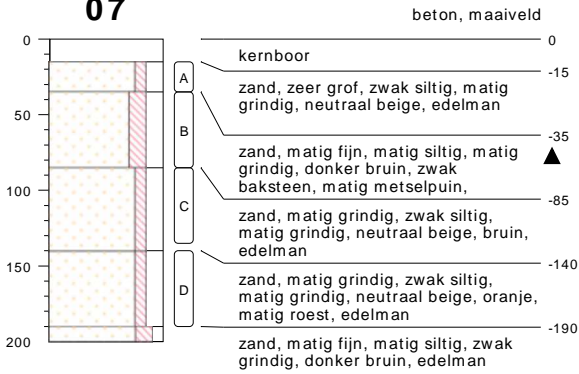 07
beton, maaiveld
0
0
kernboor
-15
zand, zeer grof, zwak siltig, matig
grindig, neutraal beige, edelman
A
50
B
-35
zand, matig fijn, matig siltig, matig
grindig, donker bruin, zwak
baksteen, matig metselpuin,
-85
100
C
zand, matig grindig, zwak siltig,
matig grindig, neutraal beige, bruin,
edelman
-140
150
D
zand, matig grindig, zwak siltig,
matig grindig, neutraal beige, oranje,
matig roest, edelman
-190
200
zand, matig fijn, matig siltig, zwak
grindig, donker bruin, edelman